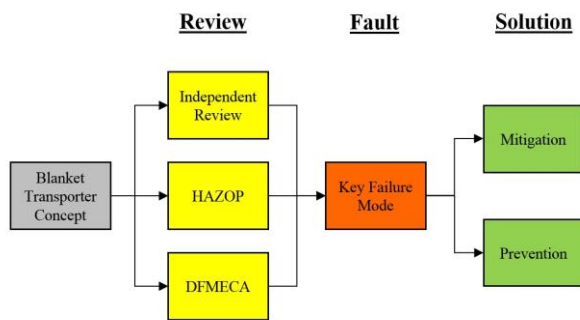 Review
Fault
Solution
Independent
Review
Mitigation
Blanket
Transporter
Concept
HAZOP
Key Failure
Mode
Prevention
DFMECA